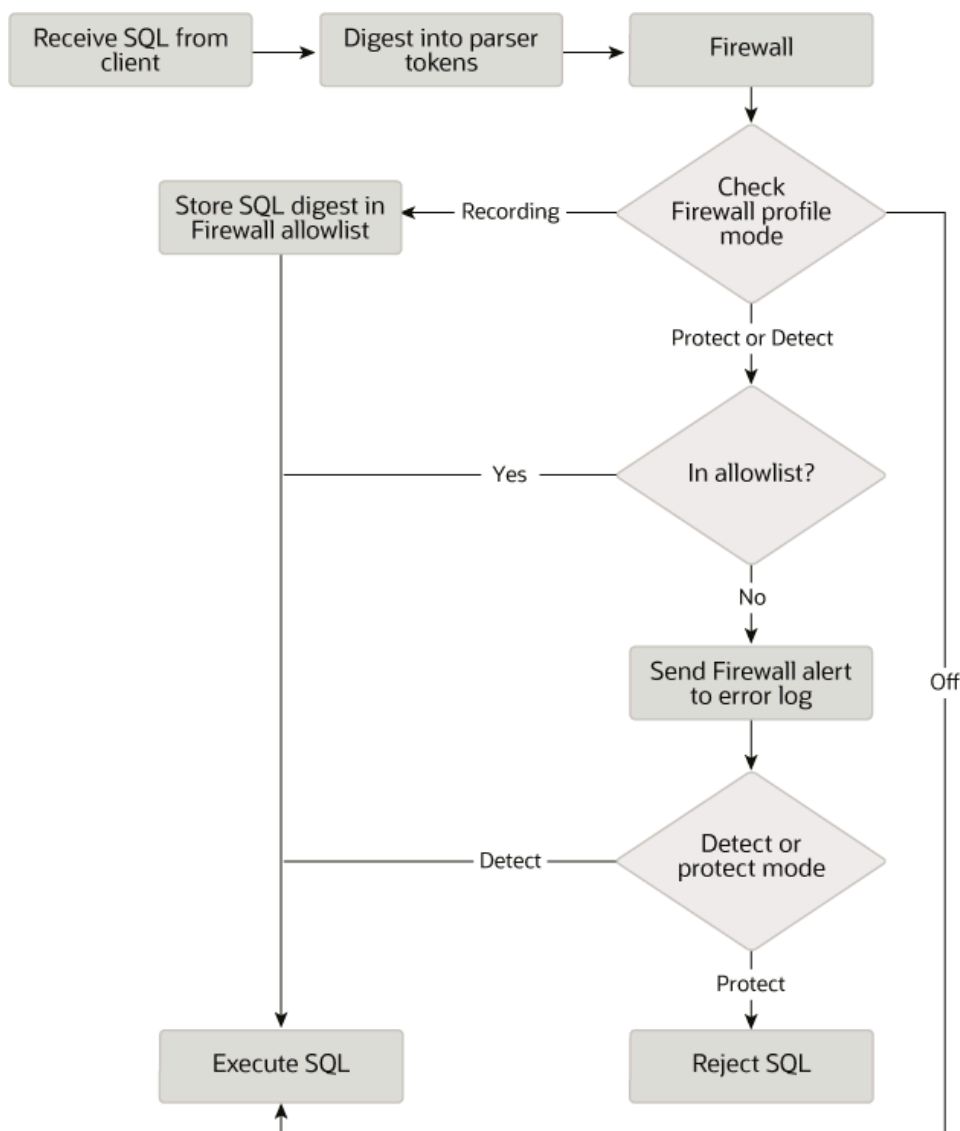 Receive SQL from
client
Digest into parser
tokens
Firewall
Check
Firewall profile
mode
Recording
Store SQL digest in
Firewall allowlist
Protect or Detect
In allowlist?
Yes
No
Send Firewall alert
to error log
Off
Detect or
protect mode
Detect
Protect
Execute SQL
Reject SQL